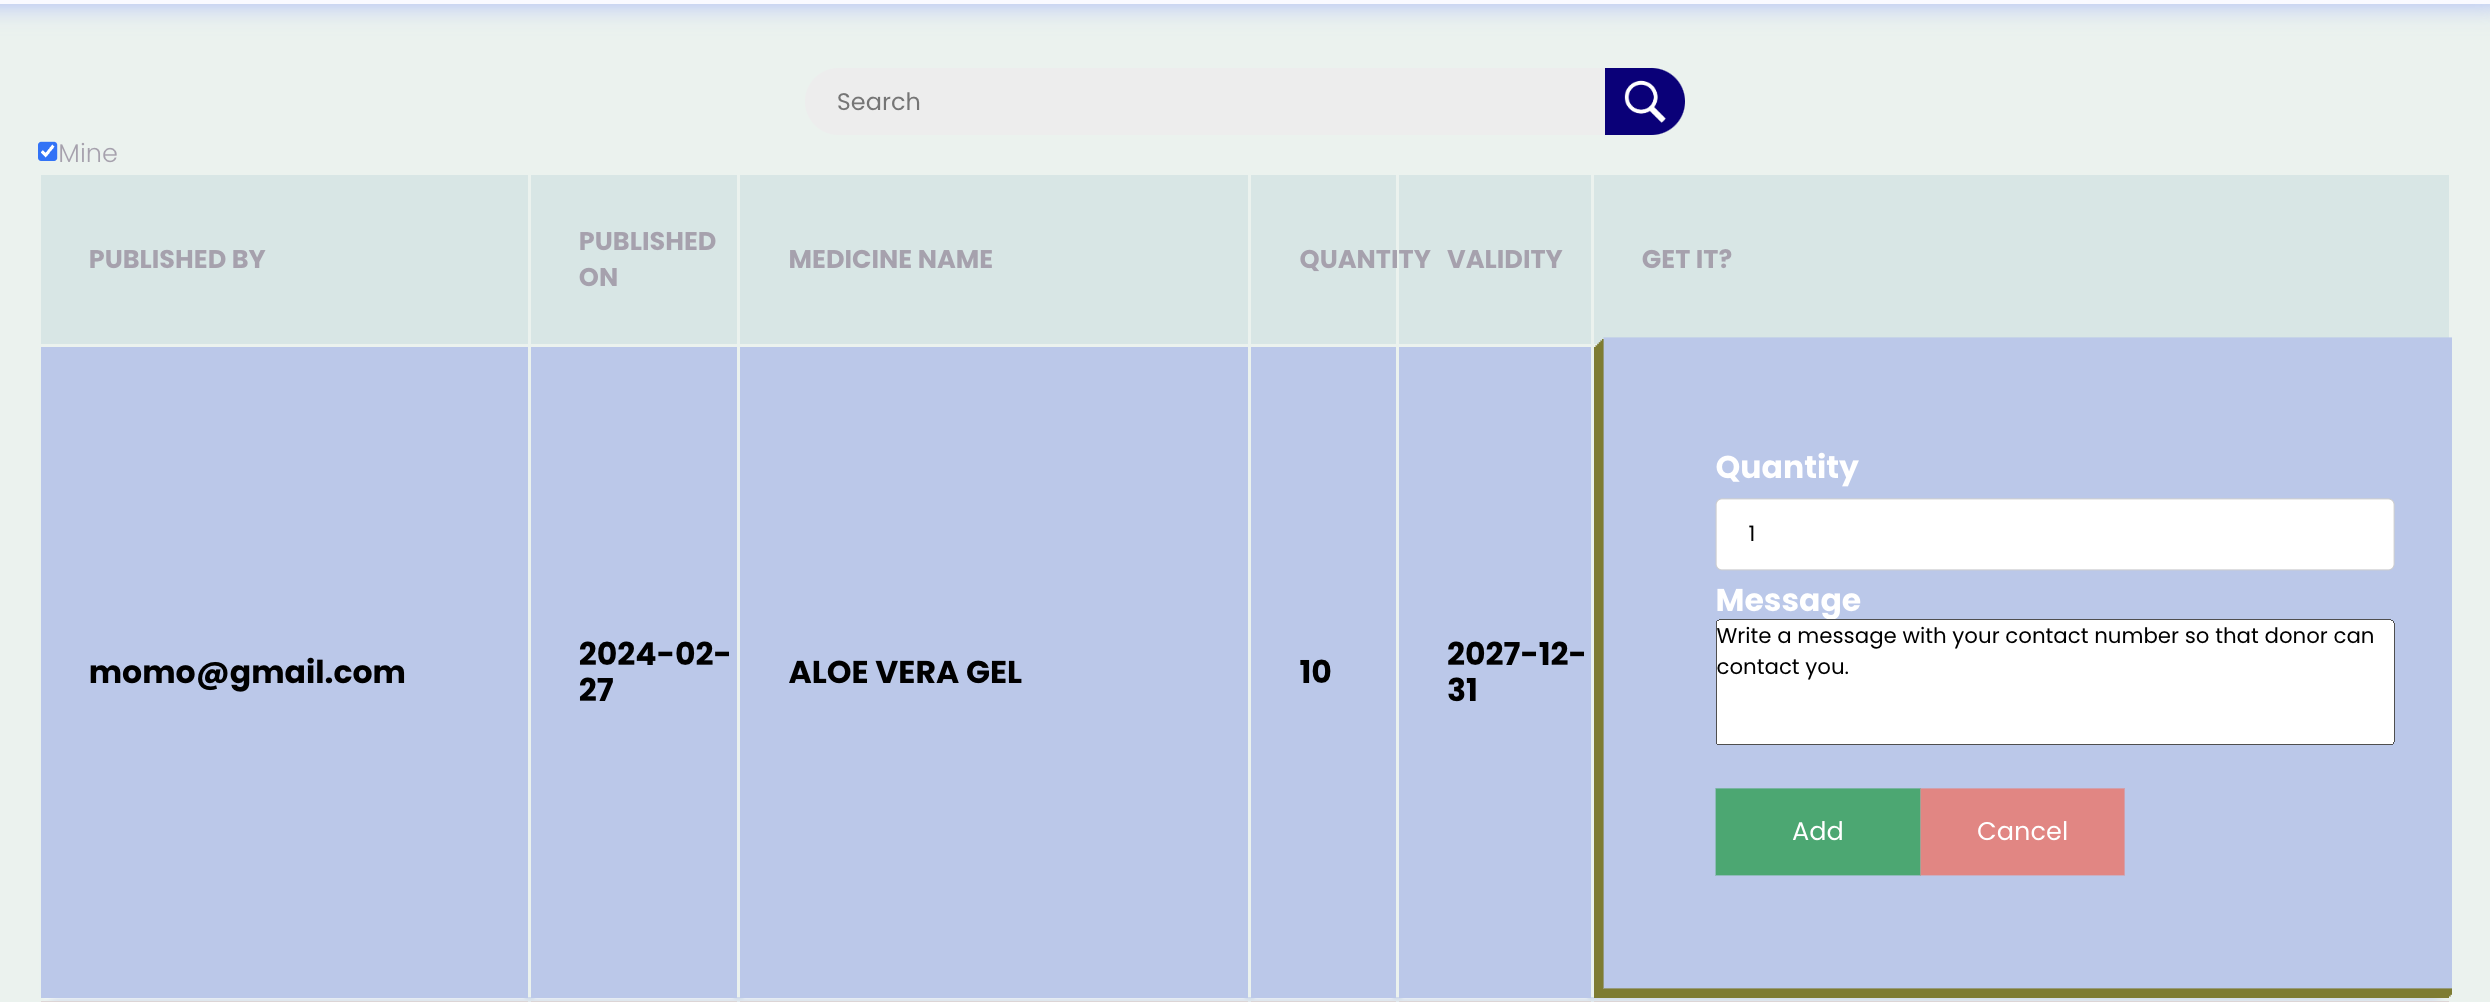 Search
Mine
PUBLISHED BY
PUBLISHED
ON
MEDICINE NAME
QUANTITY
VALIDITY
GET IT?
momo@gmail.com
2024-02-
27
ALOE VERA GEL
10
2027-12-
31
Quantity
1
Message
Write a message with your contact number so that donor can
contact you.
Add
Cancel